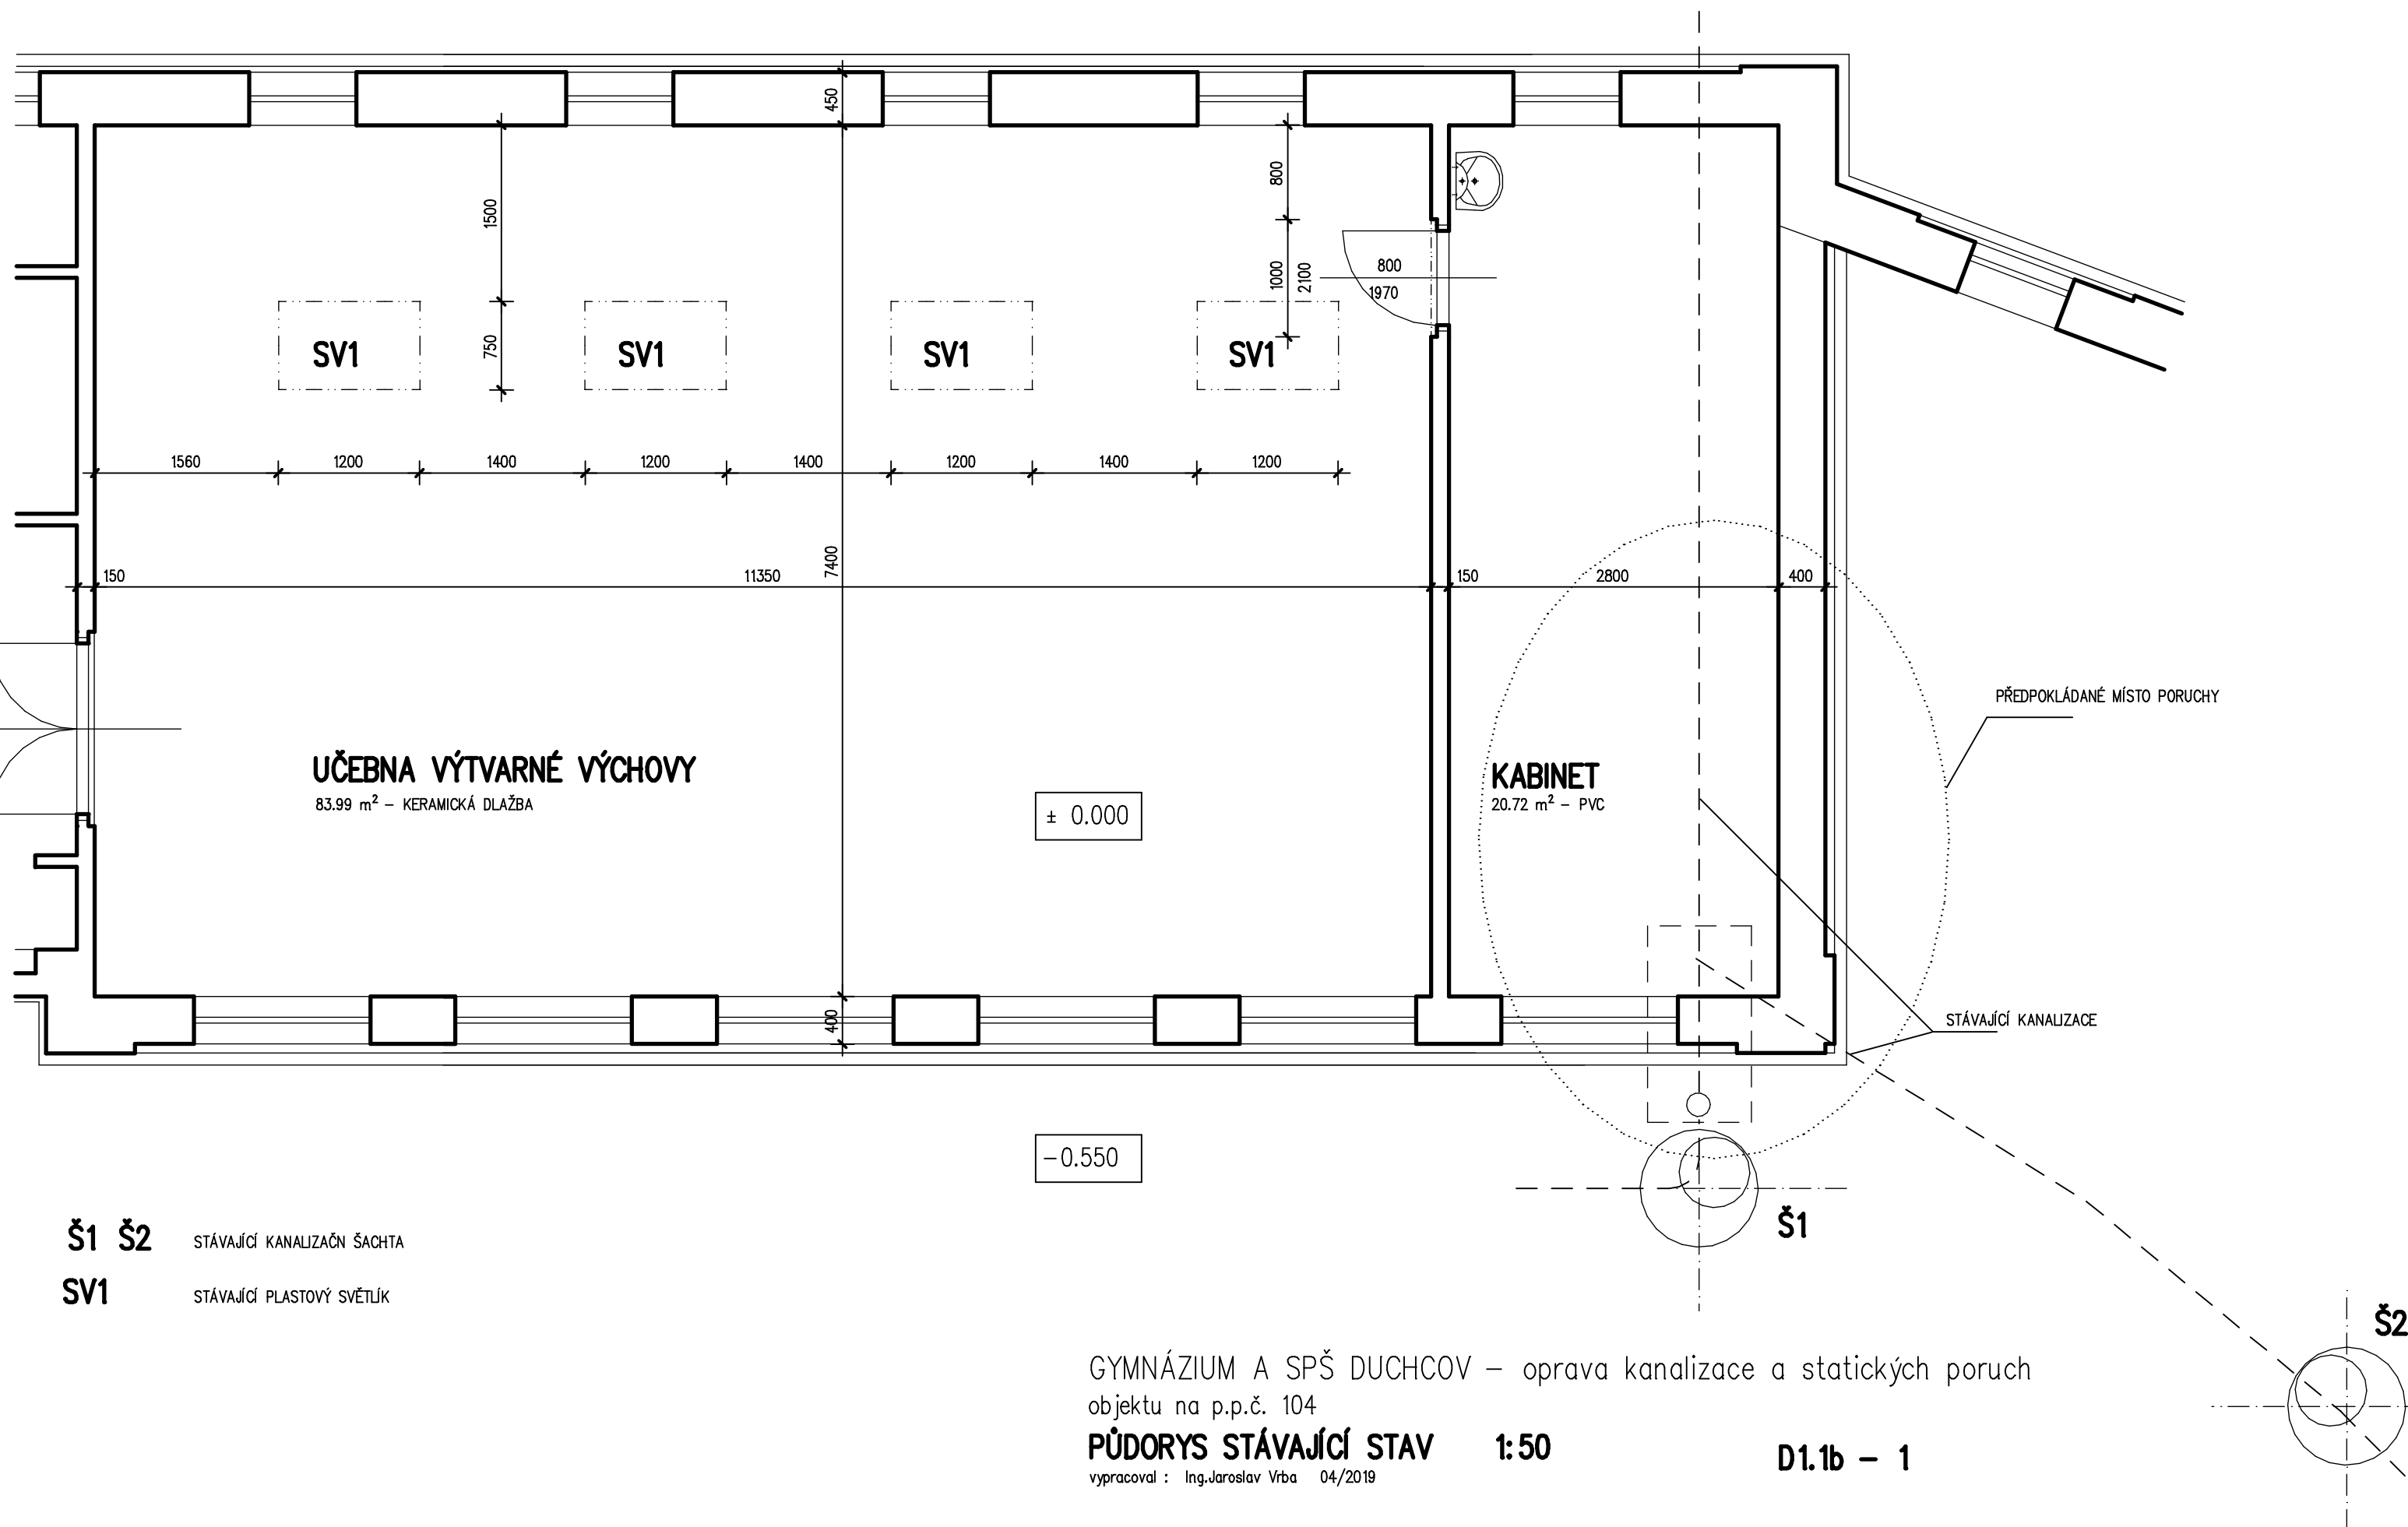 450
1500
800
1000
2100
800
1970
750
SV1
SV1
SV1
SV1
1560
1200
1400
1200
1400
1200
1400
1200
7400
150
11350
150
2800
400
PŘEDPOKLÁDANÉ MÍSTO PORUCHY
UČEBNA VÝTVARNÉ VÝCHOVY
83.99 m² – KERAMICKÁ DLAŽBA
KABINET
20.72 m² – PVC
± 0.000
400
STÁVAJÍCÍ KANALIZACE
–0.550
Š1
Š1 Š2 STÁVAJÍCÍ KANALIZAČN ŠACHTA
SV1 STÁVAJÍCÍ PLASTOVÝ SVĚTLÍK
Š2
GYMNÁZIUM A SPŠ DUCHCOV – oprava kanalizace a statických poruch
objektu na p.p.č. 104
PŮDORYS STÁVAJÍCÍ STAV 1:50
D1.1b – 1
vypracoval : Ing.Jaroslav Vrba 04/2019